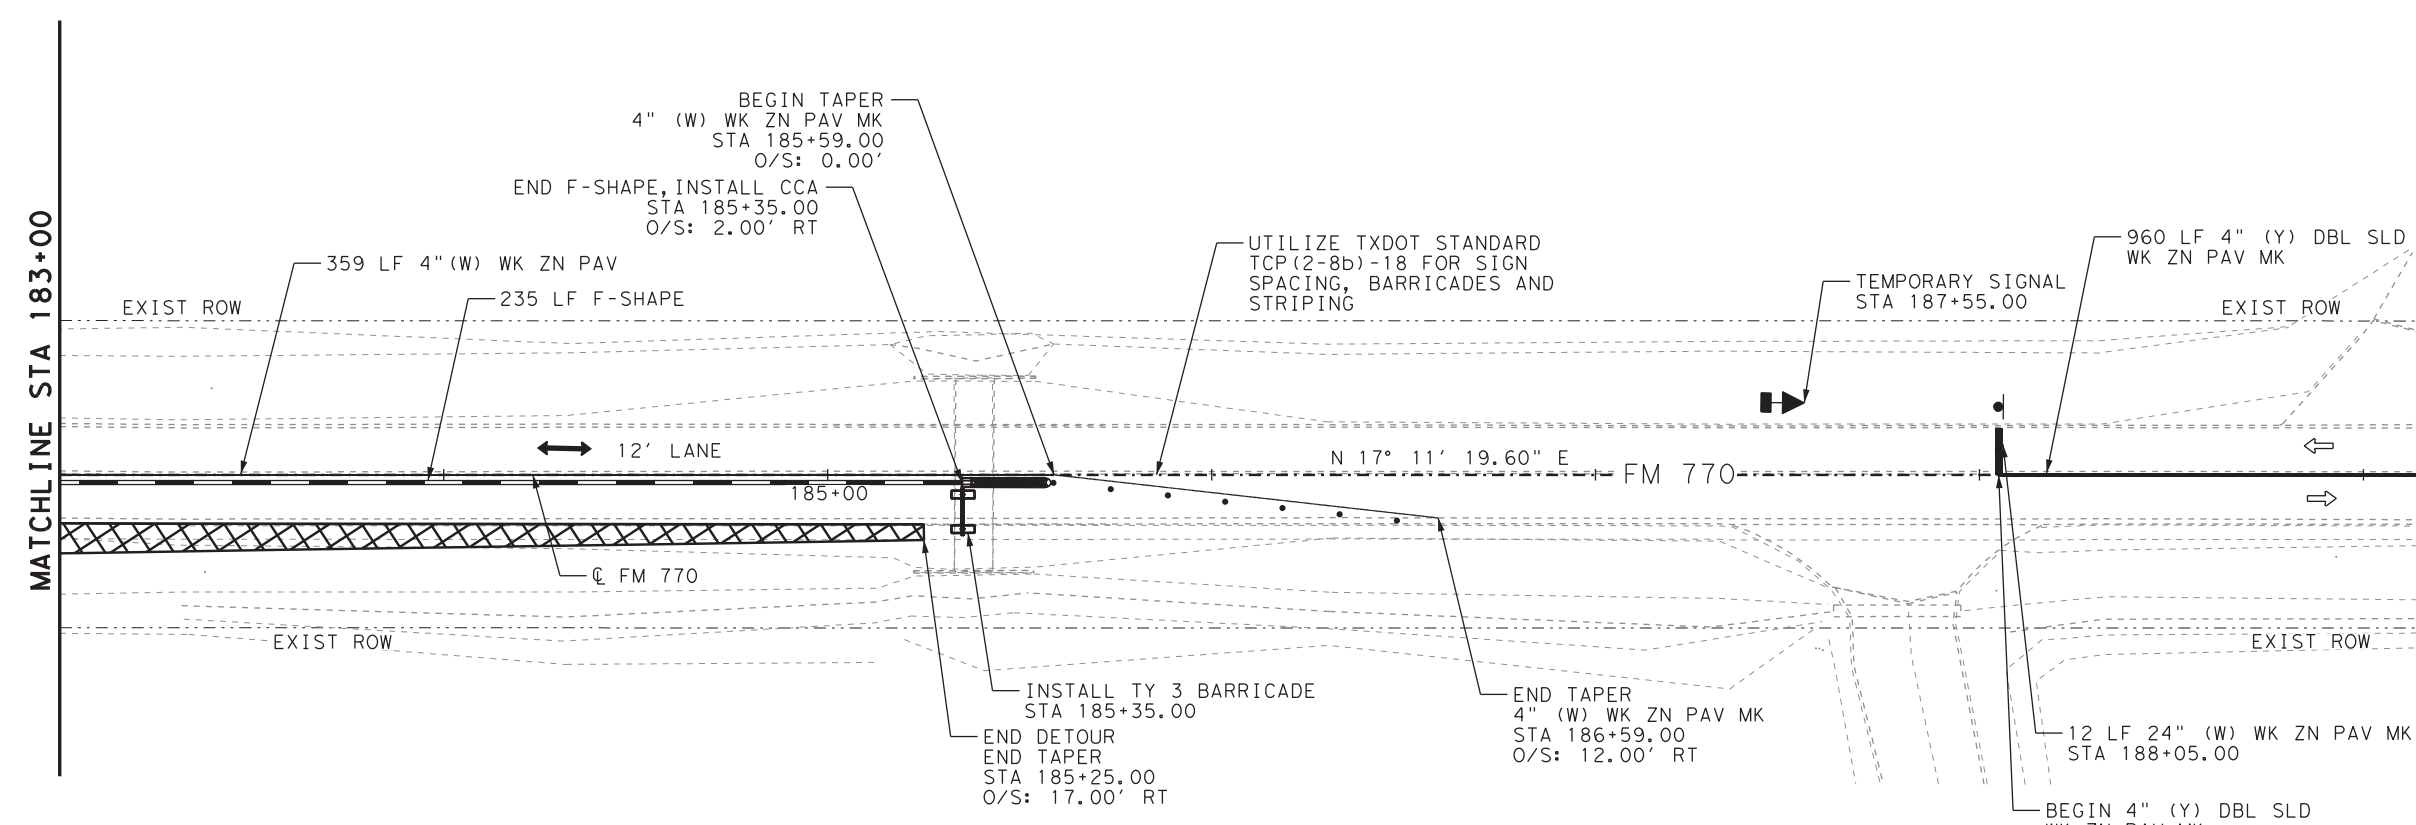 MATCHLINE STA 183+00
BEGIN TAPER
4" (W) WK ZN PAV MK
STA 185+59.00
O/S: 0.00'
END F-SHAPE, INSTALL CCA
STA 185+35.00
O/S: 2.00' RT
359 LF 4"(W) WK ZN PAV
235 LF F-SHAPE
EXIST ROW
UTILIZE TXDOT STANDARD
TCP(2-8b)-18 FOR SIGN
SPACING, BARRICADES AND
STRIPING
TEMPORARY SIGNAL
STA 187+55.00
960 LF 4" (Y) DBL SLD
WK ZN PAV MK
EXIST ROW
12' LANE
N 17° 11' 19.60" E
FM 770
185+00
℄ FM 770
EXIST ROW
EXIST ROW
INSTALL TY 3 BARRICADE
STA 185+35.00
END DETOUR
END TAPER
STA 185+25.00
O/S: 17.00' RT
END TAPER
4" (W) WK ZN PAV MK
STA 186+59.00
O/S: 12.00' RT
12 LF 24" (W) WK ZN PAV MK
STA 188+05.00
BEGIN 4" (Y) DBL SLD